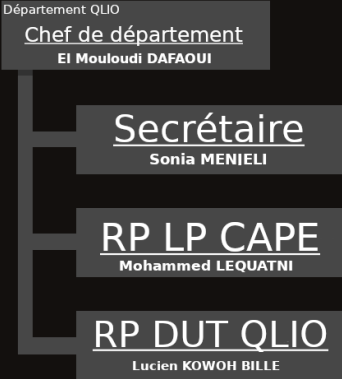 Département QLIO
Chef de département
El Mouloudi DAFAOUI
Secrétaire
Sonia MENJELI
RP LP CAPE
Mohammed LEQUATNI
RP DUT QLIO
Lucien KOWOH BILLE